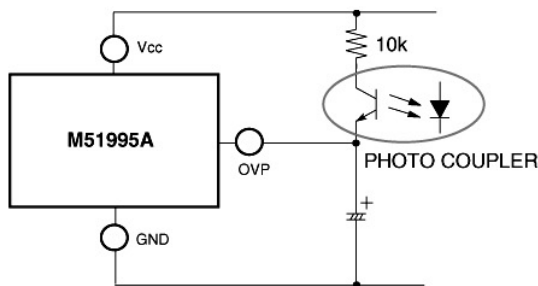 Vcc
10k
M51995A
OVP
PHOTO COUPLER
+
GND